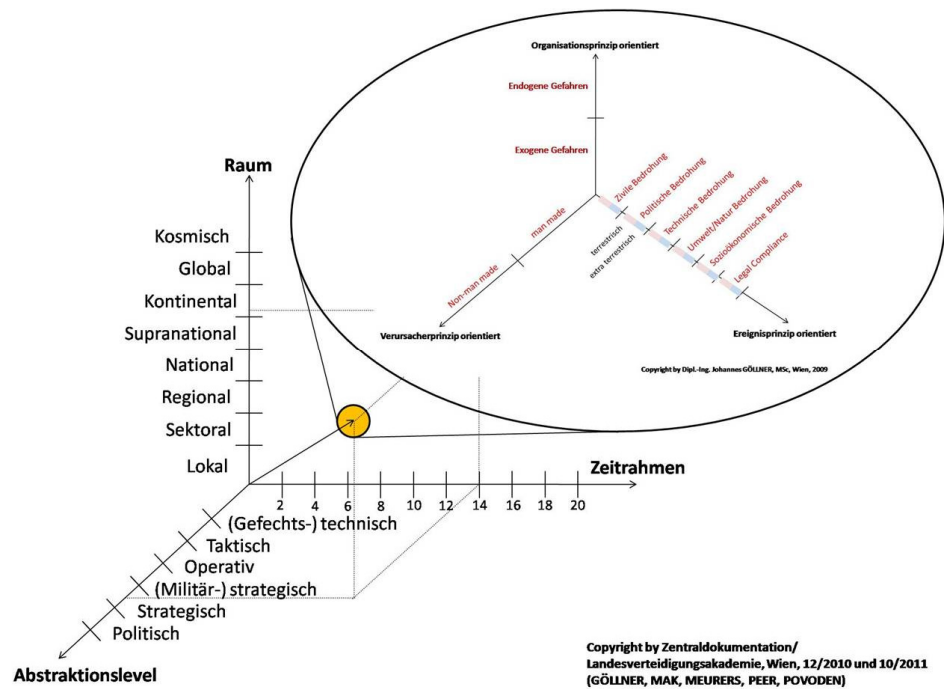 Organisationsprinzip orientiert
Endogene Gefahren
Exogene Gefahren
man made
Non-man made
Verursacherprinzip orientiert
Zivile Bedrohung
Politische Bedrohung
Technische Bedrohung
Umwelt/Natur Bedrohung
Sozioökonomische Bedrohung
Legal Compliance
terrestrisch
extra terrestrisch
Ereignisprinzip orientiert
Copyright by Dipl.-Ing. Johannes GÖLLNER, MSc, Wien, 2009
Raum
Kosmisch
Global
Kontinental
Supranational
National
Regional
Sektoral
Lokal
Zeitrahmen
2 4 6 8 10 12 14 16 18 20
(Gefechts-) technisch
Taktisch
Operativ
(Militär-) strategisch
Strategisch
Politisch
Abstraktionslevel
Copyright by Zentraldokumentation/
Landesverteidigungsakademie, Wien, 12/2010 und 10/2011
(GÖLLNER, MAK, MEURERS, PEER, POVODEN)